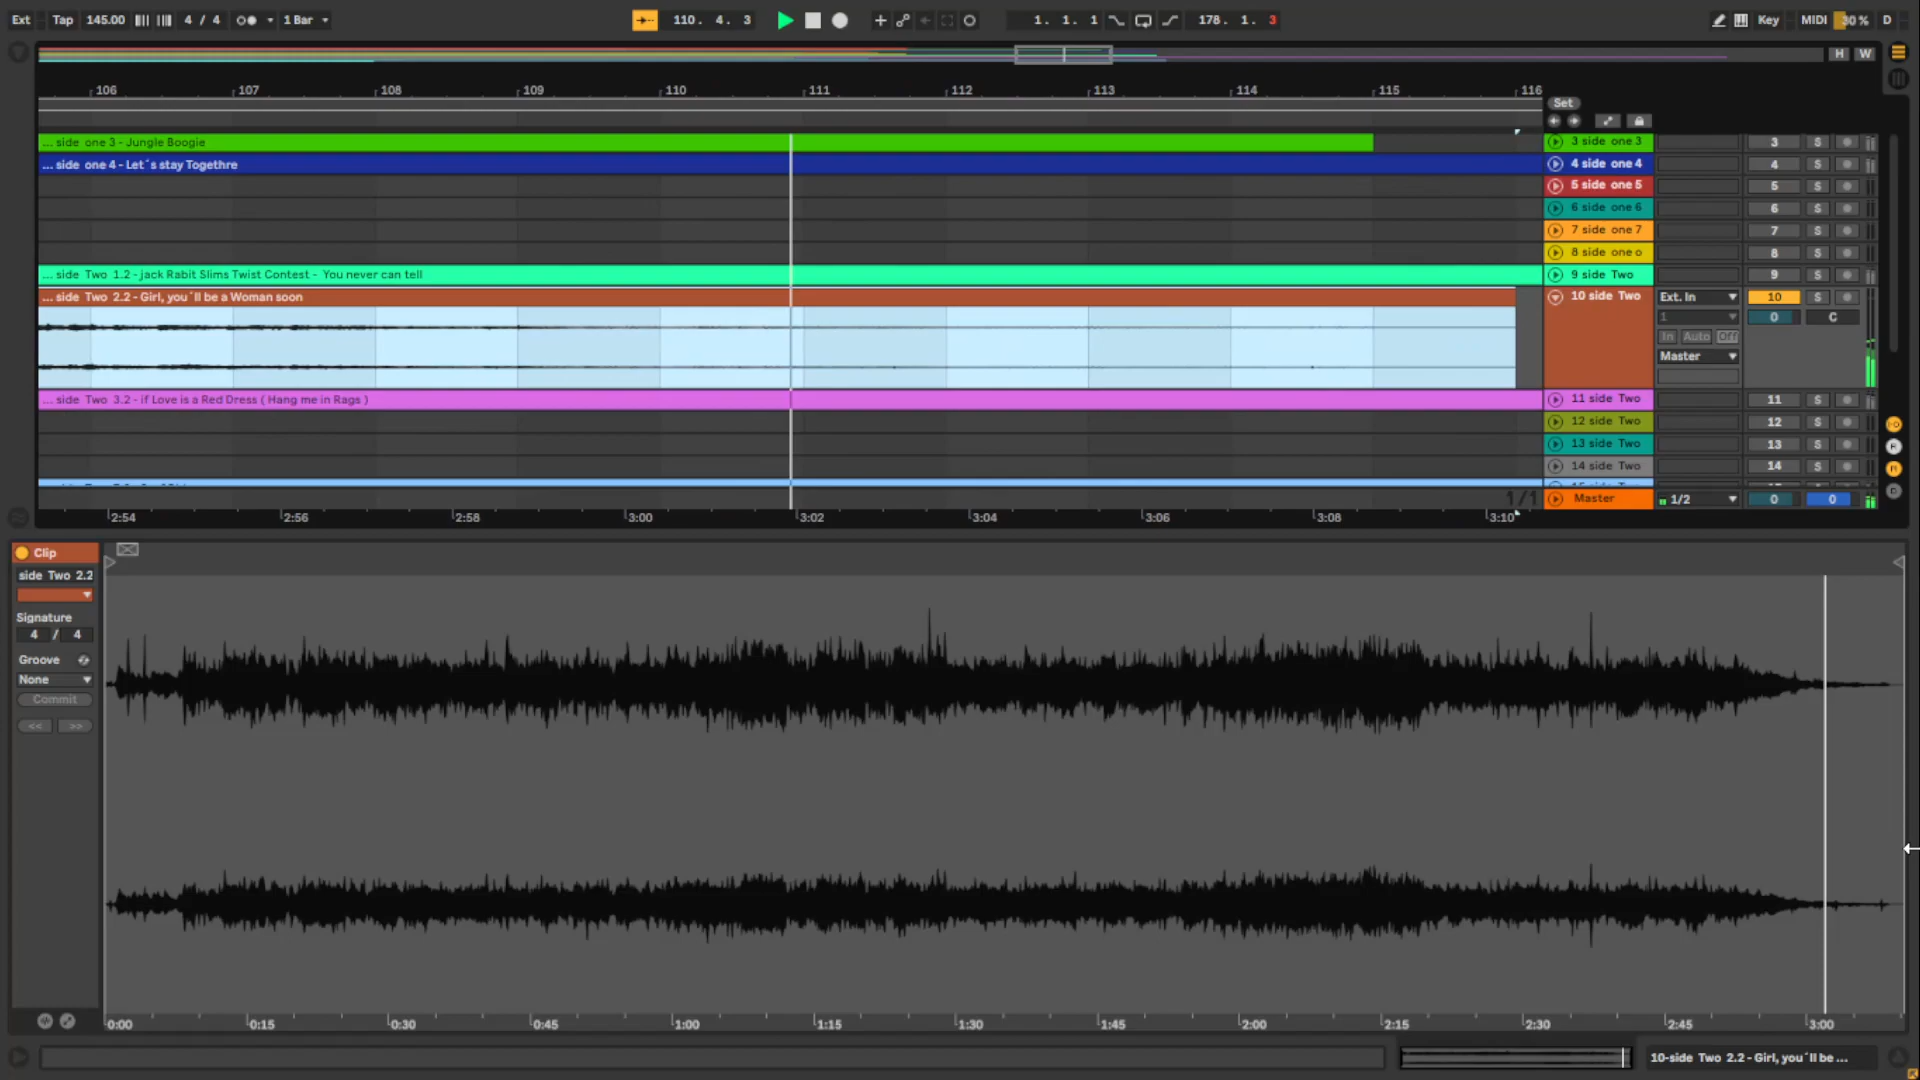 Ext Tap 145.00 4 / 4 1 Bar 110. 4. 3 1. 1. 1 178. 1. 3 Key MIDI 30 % D
H W
106 107 108 109 110 111 112 113 114 115 116
Set
... side one 3 - Jungle Boogie 3 side one 3 3 S
... side one 4 - Let´s stay Togethre 4 side one 4 4 S
5 side one 5 5 S
6 side one 6 6 S
7 side one 7 7 S
8 side one o 8 S
... side Two 1.2 - jack Rabit Slims Twist Contest - You never can tell 9 side Two 9 S
... side Two 2.2 - Girl, you´ll be a Woman soon 10 side Two Ext. In 10 S
1 0 C
In Auto Off
Master
... side Two 3.2 - if Love is a Red Dress ( Hang me in Rags ) 11 side Two 11 S
12 side Two 12 S
13 side Two 13 S
14 side Two 14 S
1/1 Master 1/2 0 0
2:54 2:56 2:58 3:00 3:02 3:04 3:06 3:08 3:10
Clip
side Two 2.2
Signature
4 / 4
Groove
None
Commit
<< >>
0:00 0:15 0:30 0:45 1:00 1:15 1:30 1:45 2:00 2:15 2:30 2:45 3:00
10-side Two 2.2 - Girl, you´ll be ...